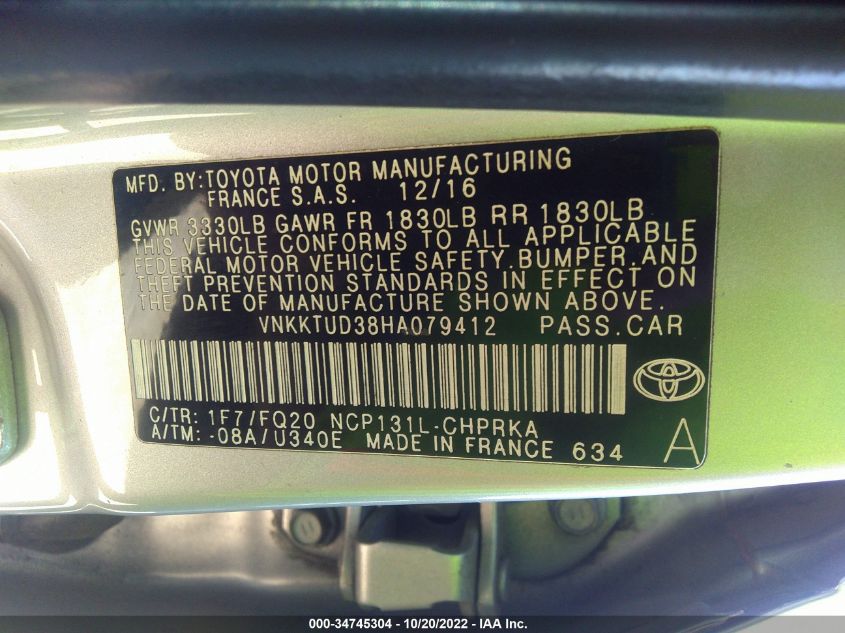 MFD. BY:TOYOTA MOTOR MANUFACTURING
FRANCE S.A.S. 12/16
GVWR 3330LB GAWR FR 1830LB RR 1830LB
THIS VEHICLE CONFORMS TO ALL APPLICABLE
FEDERAL MOTOR VEHICLE SAFETY, BUMPER, AND
THEFT PREVENTION STANDARDS IN EFFECT ON
THE DATE OF MANUFACTURE SHOWN ABOVE.
VNKKTUD38HA079412 PASS.CAR
C/TR: 1F7/FQ20 NCP131L-CHPRKA
A/TM: -08A/U340E MADE IN FRANCE 634
A
000-34745304 - 10/20/2022 - IAA Inc.